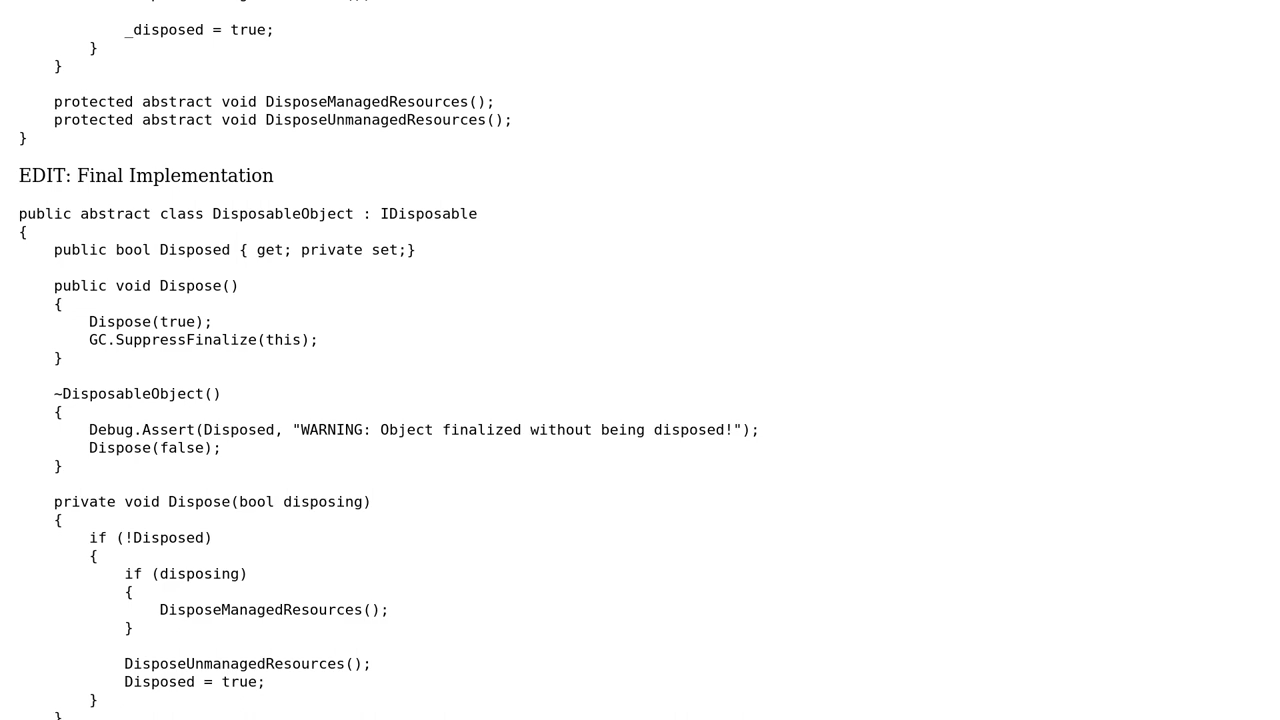 _disposed = true;
}
}
protected abstract void DisposeManagedResources();
protected abstract void DisposeUnmanagedResources();
}
EDIT: Final Implementation
public abstract class DisposableObject : IDisposable
{
public bool Disposed { get; private set;}
public void Dispose()
{
Dispose(true);
GC.SuppressFinalize(this);
}
~DisposableObject()
{
Debug.Assert(Disposed, "WARNING: Object finalized without being disposed!");
Dispose(false);
}
private void Dispose(bool disposing)
{
if (!Disposed)
{
if (disposing)
{
DisposeManagedResources();
}
DisposeUnmanagedResources();
Disposed = true;
}
}